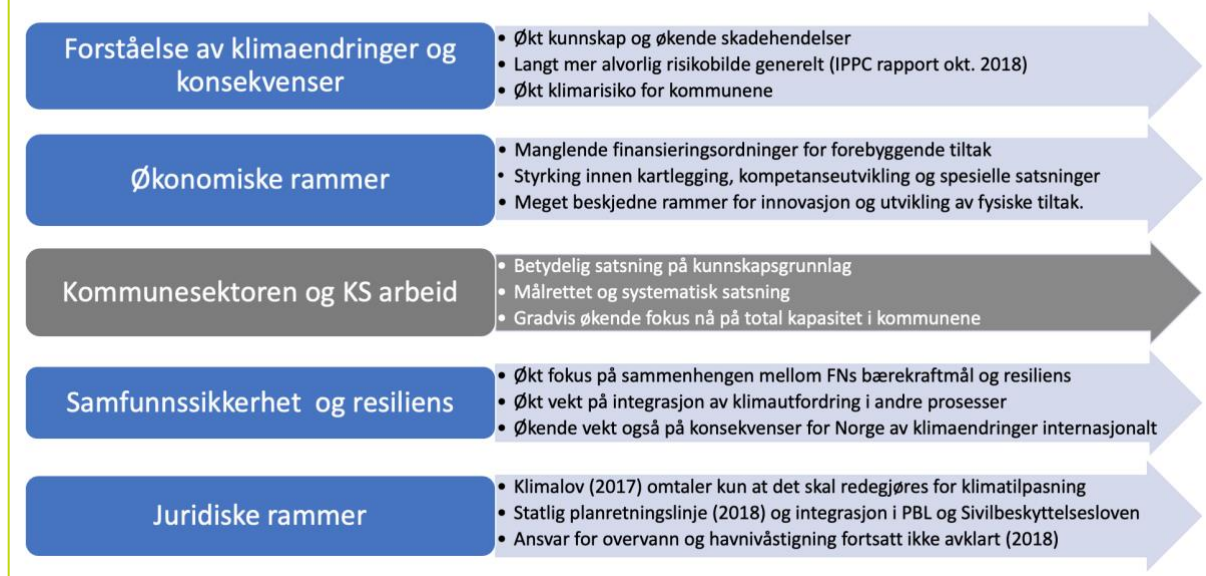 Forståelse av klimaendringer og
konsekvenser
• Økt kunnskap og økende skadehendelser
• Langt mer alvorlig risikobilde generelt (IPPC rapport okt. 2018)
• Økt klimarisiko for kommunene
Økonomiske rammer
• Manglende finansieringsordninger for forebyggende tiltak
• Styrking innen kartlegging, kompetanseutvikling og spesielle satsninger
• Meget beskjedne rammer for innovasjon og utvikling av fysiske tiltak.
Kommunesektoren og KS arbeid
• Betydelig satsning på kunnskapsgrunnlag
• Målrettet og systematisk satsning
• Gradvis økende fokus nå på total kapasitet i kommunene
Samfunnssikkerhet og resiliens
• Økt fokus på sammenhengen mellom FNs bærekraftmål og resiliens
• Økt vekt på integrasjon av klimautfordring i andre prosesser
• Økende vekt også på konsekvenser for Norge av klimaendringer internasjonalt
Juridiske rammer
• Klimalov (2017) omtaler kun at det skal redegjøres for klimatilpasning
• Statlig planretningslinje (2018) og integrasjon i PBL og Sivilbeskyttelsesloven
• Ansvar for overvann og havnivåstigning fortsatt ikke avklart (2018)